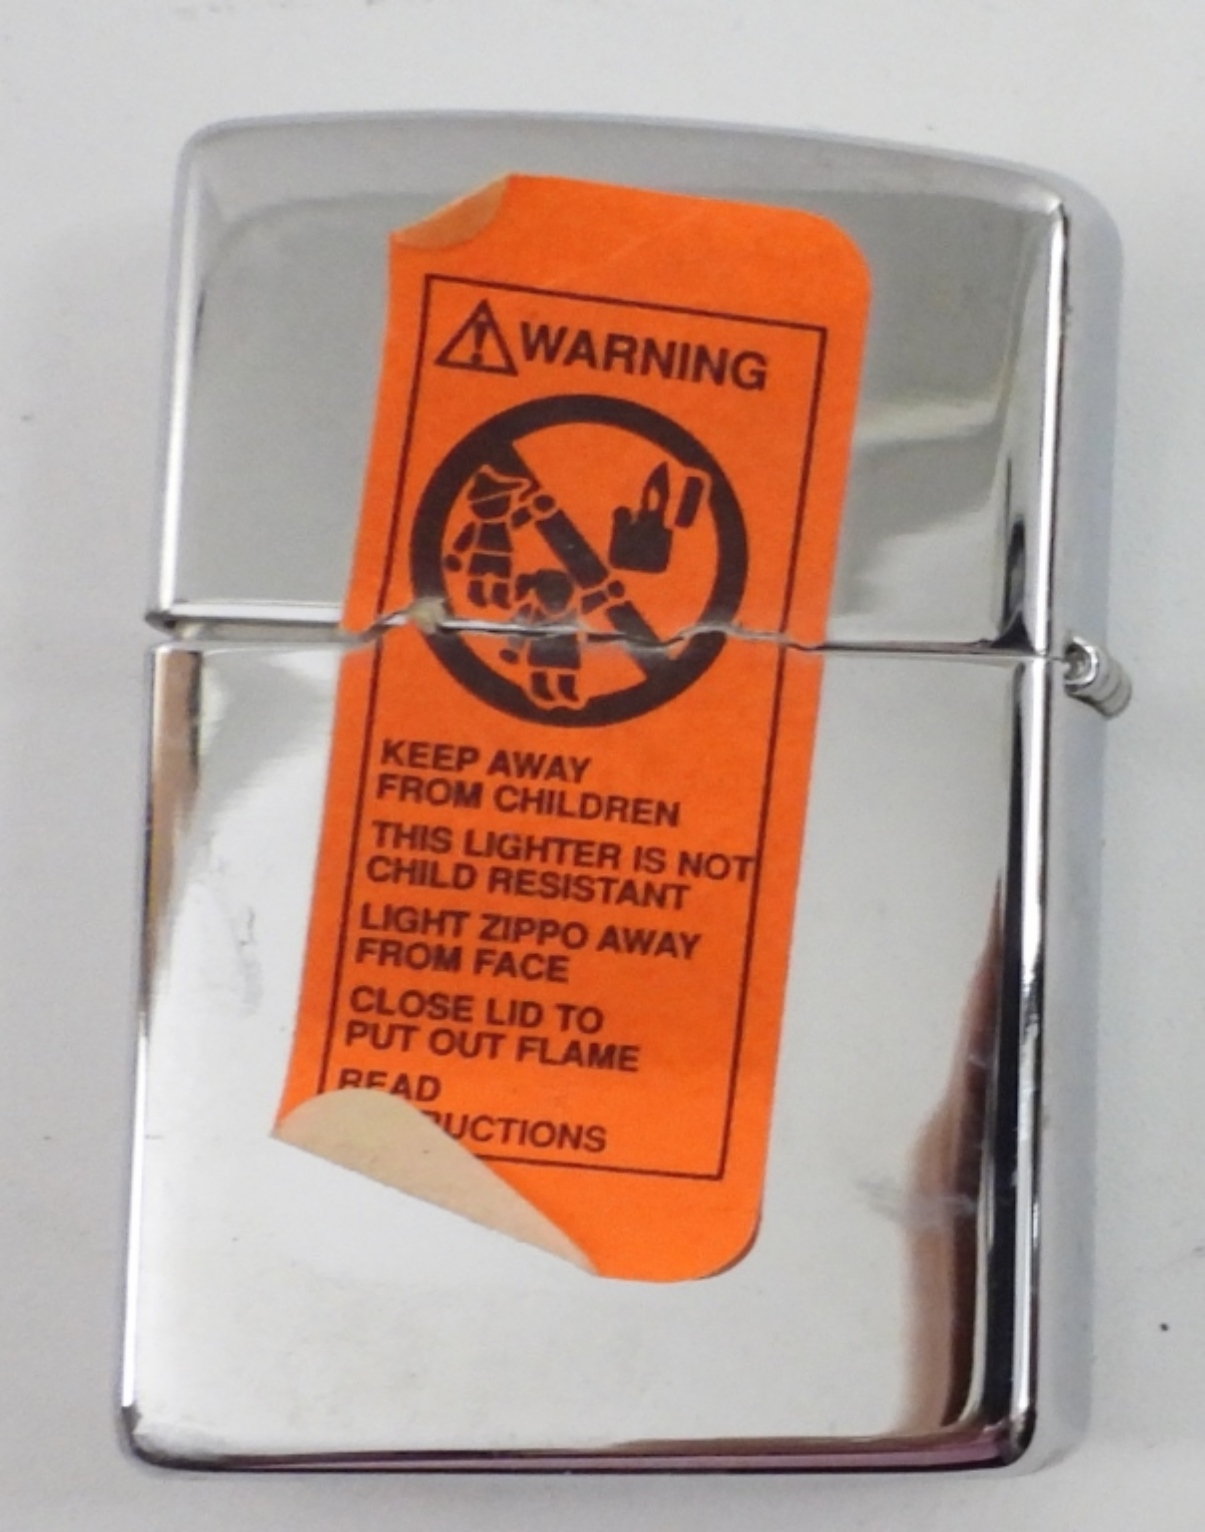 WARNING
KEEP AWAY
FROM CHILDREN
THIS LIGHTER IS NOT
CHILD RESISTANT
LIGHT ZIPPO AWAY
FROM FACE
CLOSE LID TO
PUT OUT FLAME
READ
RUCTIONS